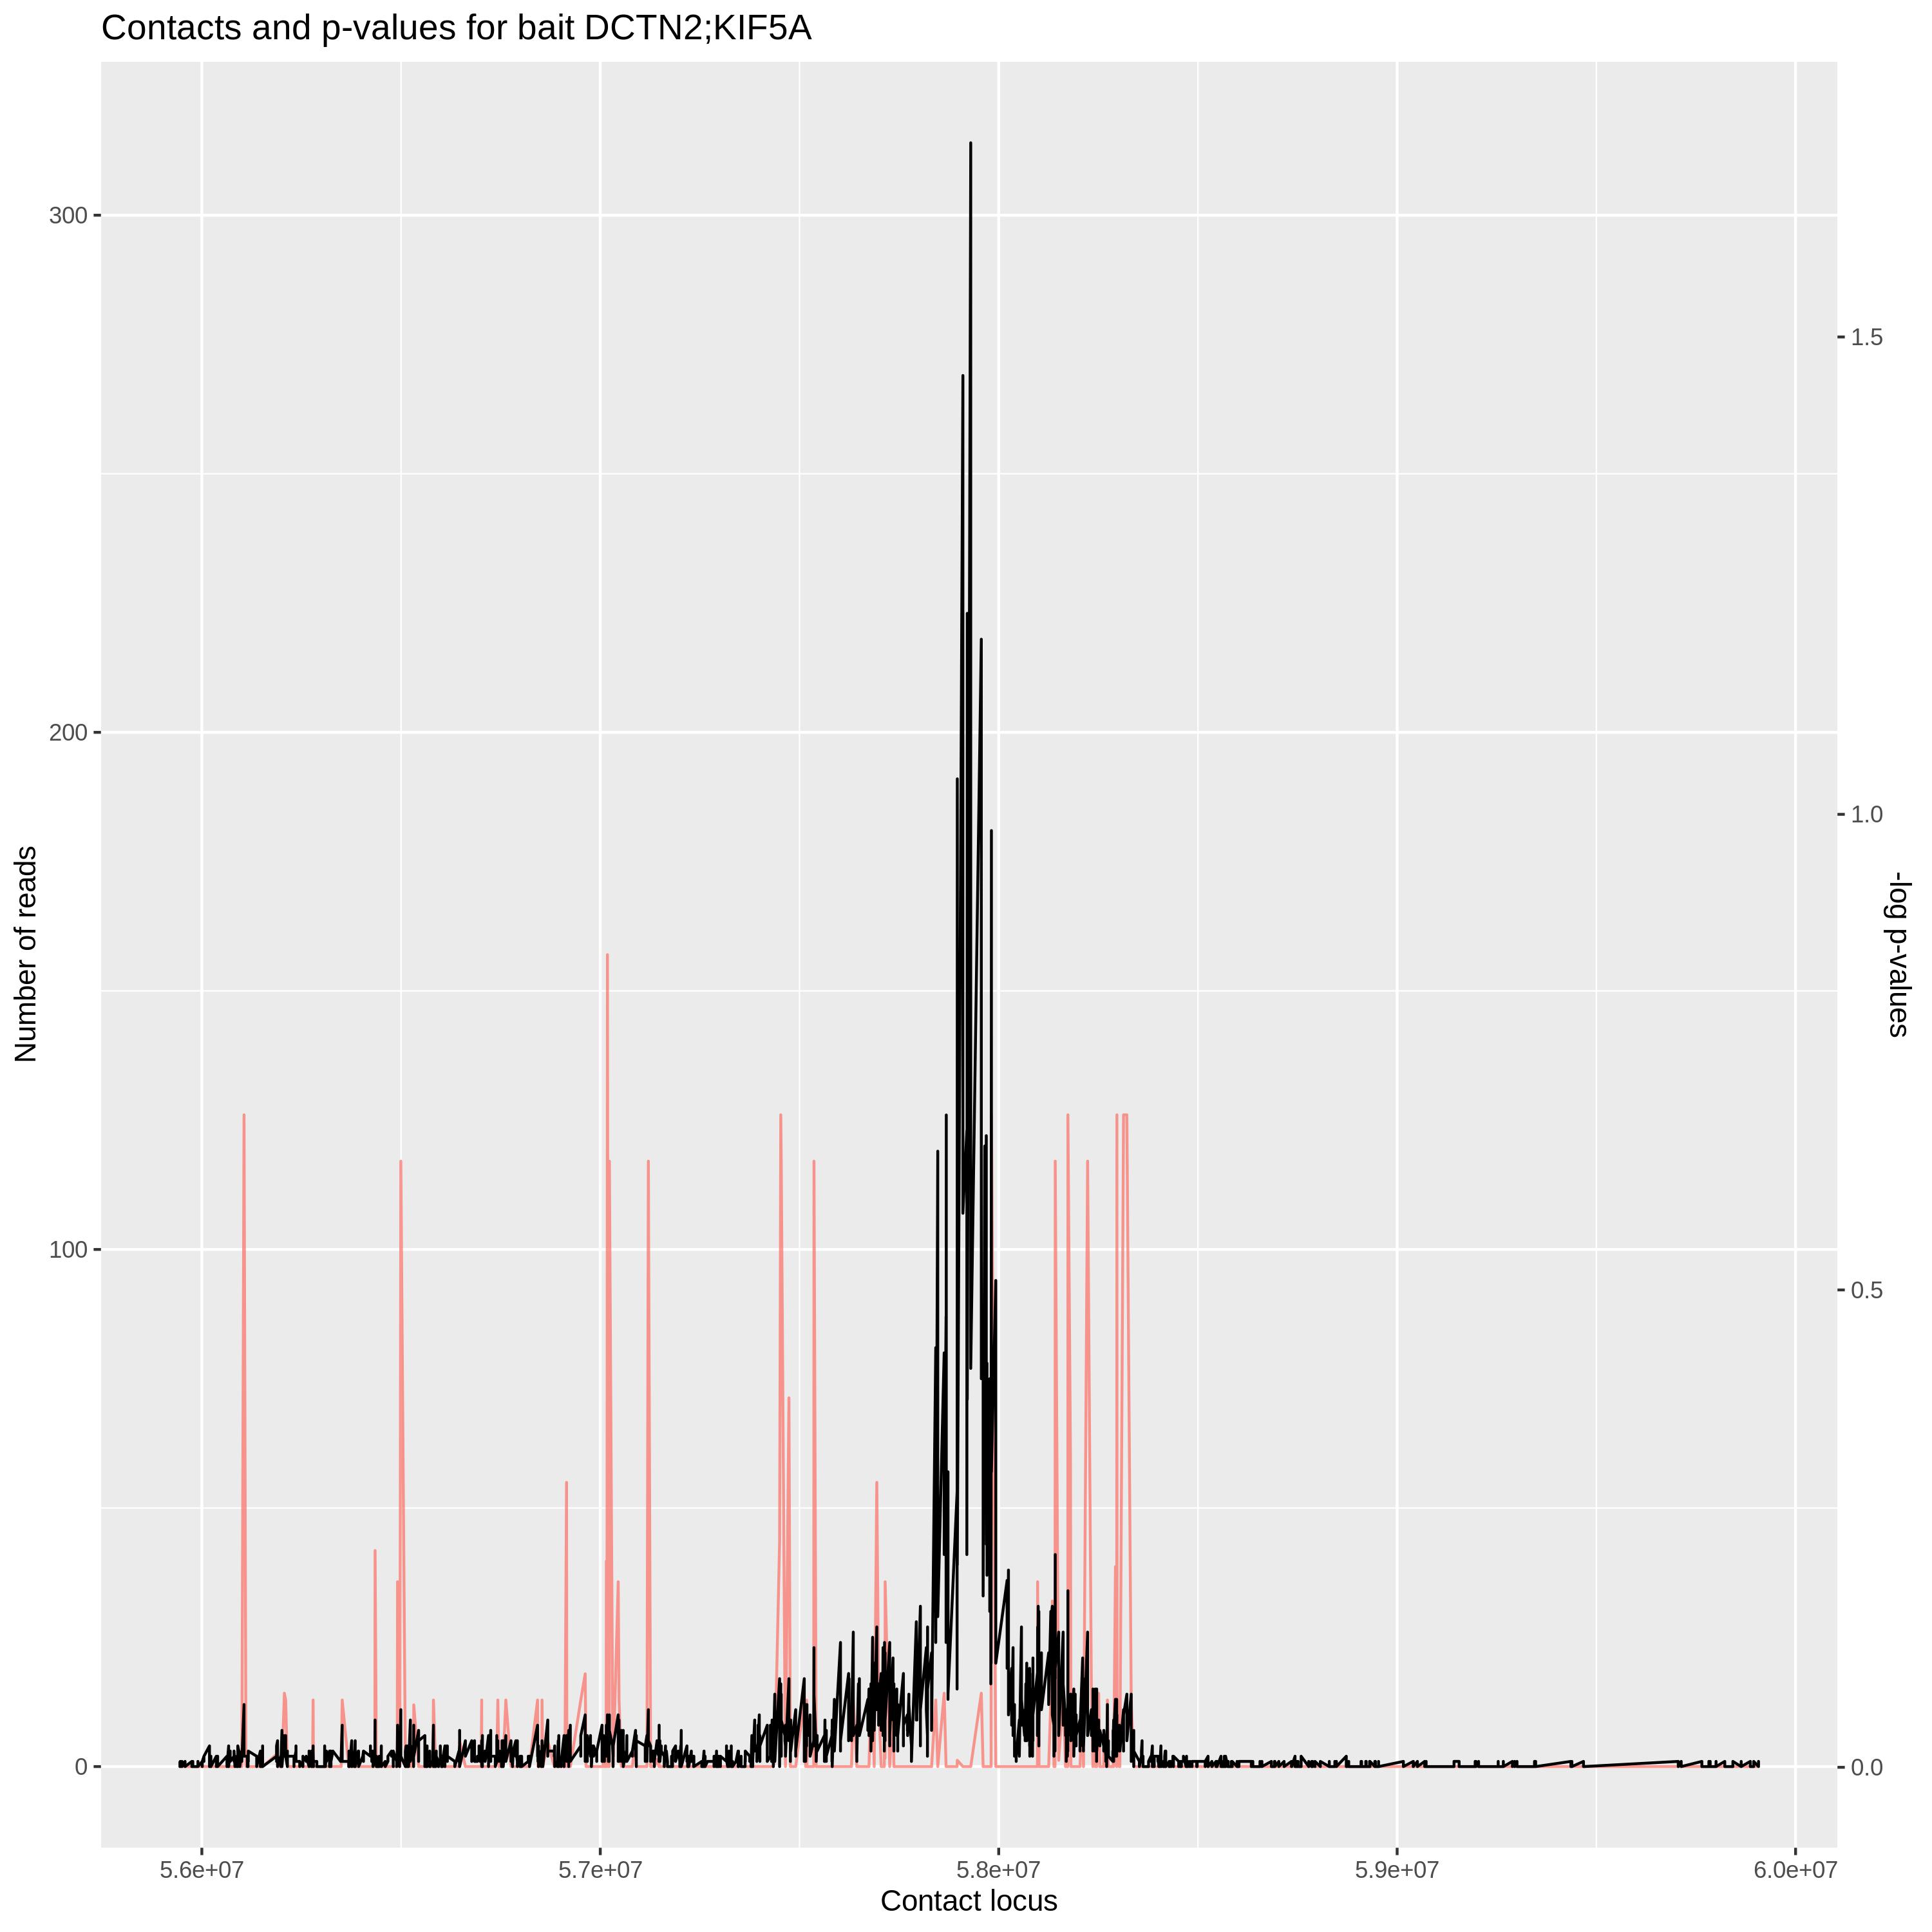 Contacts and p-values for bait DCTN2;KIF5A
Number of reads
300
200
100
0
-log p-values
1.5
1.0
0.5
0.0
5.6e+07 5.7e+07 5.8e+07 5.9e+07 6.0e+07
Contact locus